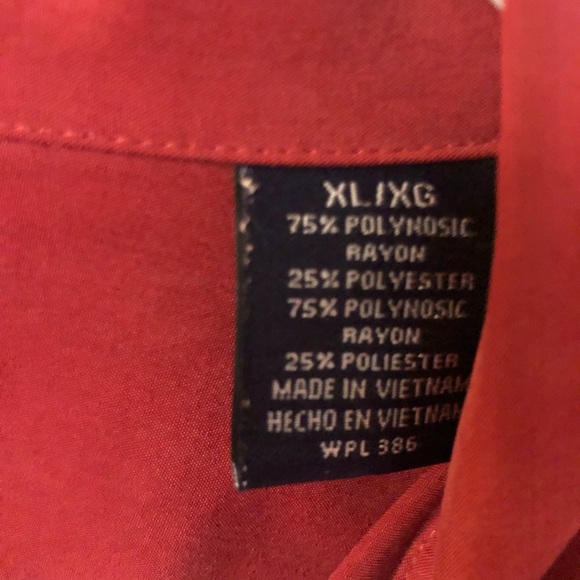 XL/XG
75% POLYNOSIC
RAYON
25% POLYESTER
75% POLYNOSIC
RAYON
25% POLIESTER
MADE IN VIETNAM
HECHO EN VIETNAM
WPL 386